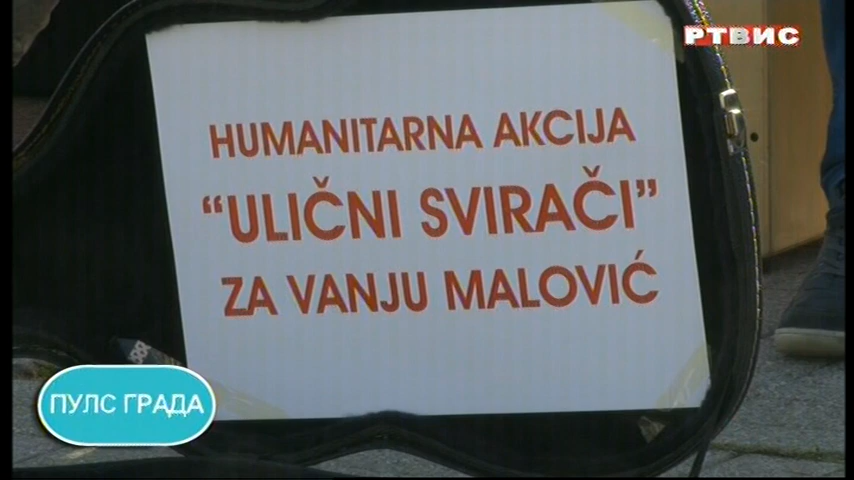 РТВИС
HUMANITARNA AKCIJA
“ULIČNI SVIRAČI”
ZA VANJU MALOVIĆ
ПУЛС ГРАДА